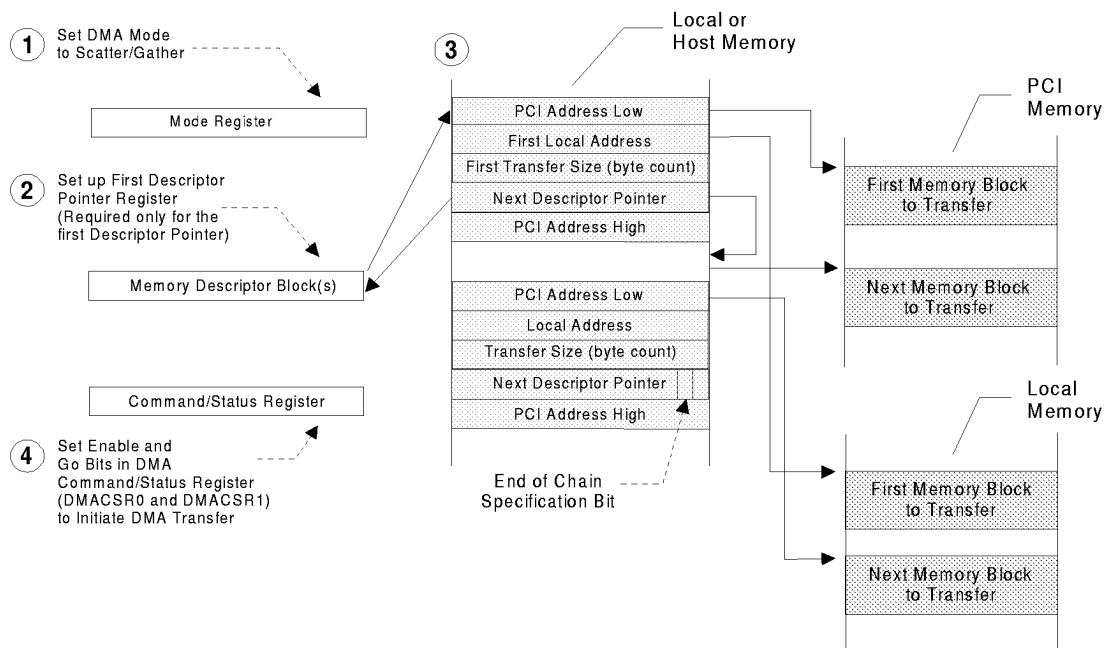 1
Set DMA Mode
to Scatter/Gather
Mode Register
2
Set up First Descriptor
Pointer Register
(Required only for the
first Descriptor Pointer)
Memory Descriptor Block(s)
Command/Status Register
4
Set Enable and
Go Bits in DMA
Command/Status Register
(DMACSR0 and DMACSR1)
to Initiate DMA Transfer
3
Local or
Host Memory
PCI Address Low
First Local Address
First Transfer Size (byte count)
Next Descriptor Pointer
PCI Address High
PCI Address Low
Local Address
Transfer Size (byte count)
Next Descriptor Pointer
PCI Address High
End of Chain
Specification Bit
PCI
Memory
First Memory Block
to Transfer
Next Memory Block
to Transfer
Local
Memory
First Memory Block
to Transfer
Next Memory Block
to Transfer